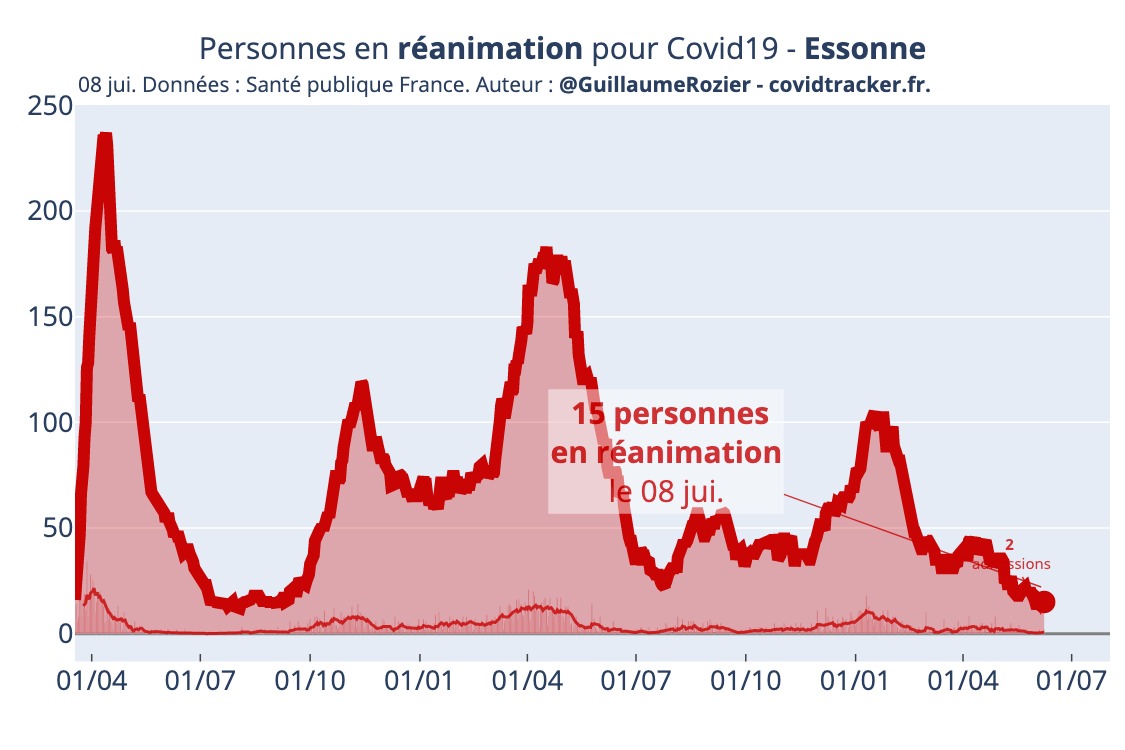 Personnes en réanimation pour Covid19 - Essonne
08 jui. Données : Santé publique France. Auteur : @GuillaumeRozier - covidtracker.fr.
250
200
150
100
50
0
15 personnes
en réanimation
le 08 jui.
2
admissions
01/04 01/07 01/10 01/01 01/04 01/07 01/10 01/01 01/04 01/07